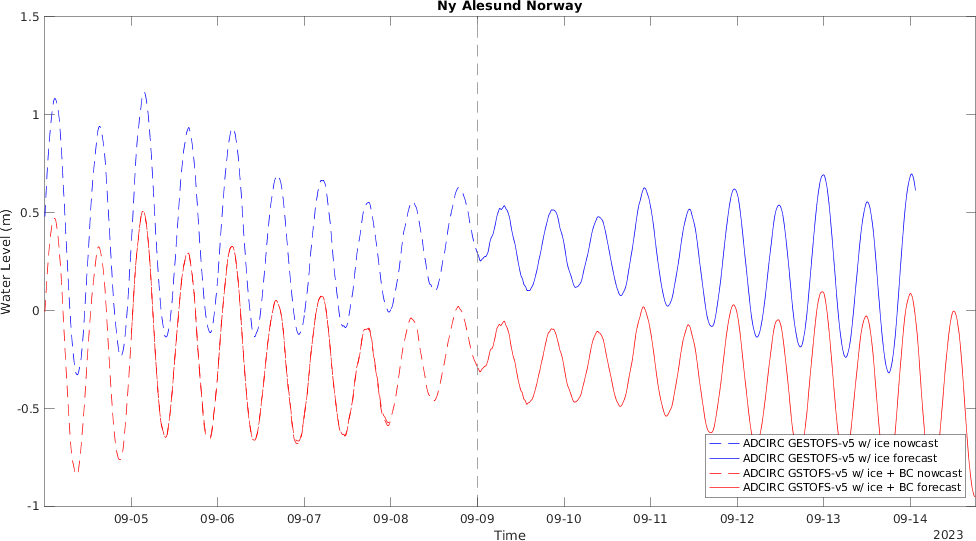 Ny Alesund Norway
1.5
1
0.5
0
-0.5
-1
Water Level (m)
09-05 09-06 09-07 09-08 09-09 09-10 09-11 09-12 09-13 09-14
Time
2023
ADCIRC GESTOFS-v5 w/ ice nowcast
ADCIRC GESTOFS-v5 w/ ice forecast
ADCIRC GSTOFS-v5 w/ ice + BC nowcast
ADCIRC GSTOFS-v5 w/ ice + BC forecast